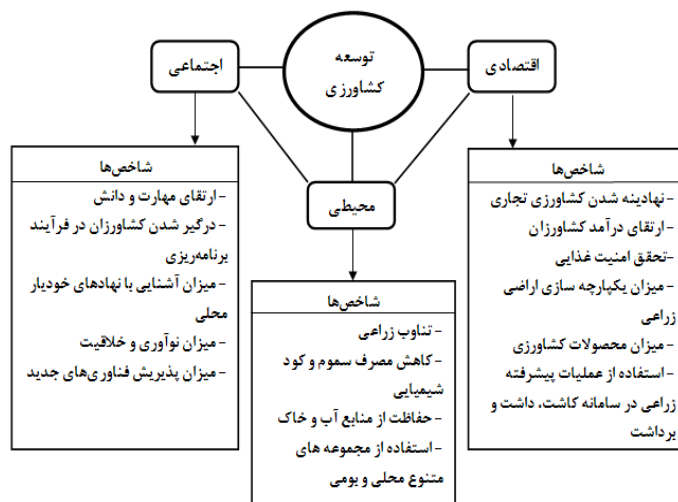 توسعه
کشاورزی
اقتصادی
اجتماعی
محیطی
شاخص‌ها
-نهادینه شدن کشاورزی تجاری
-ارتقای درآمد کشاورزان
-تحقق امنیت غذایی
-میزان یکپارچه سازی اراضی
زراعی
-میزان محصولات کشاورزی
-استفاده از عملیات پیشرفته
زراعی در سامانه کاشت، داشت و
برداشت
شاخص‌ها
-ارتقای مهارت و دانش
-درگیر شدن کشاورزان در فرآیند
برنامه‌ریزی
-میزان آشنایی با نهادهای خودیار
محلی
-میزان نوآوری و خلاقیت
-میزان پذیریش فناوری‌های جدید
شاخص‌ها
-تناوب زراعی
-کاهش مصرف سموم و کود
شیمیایی
-حفاظت از منابع آب و خاک
-استفاده از مجموعه های
متنوع محلی و بومی